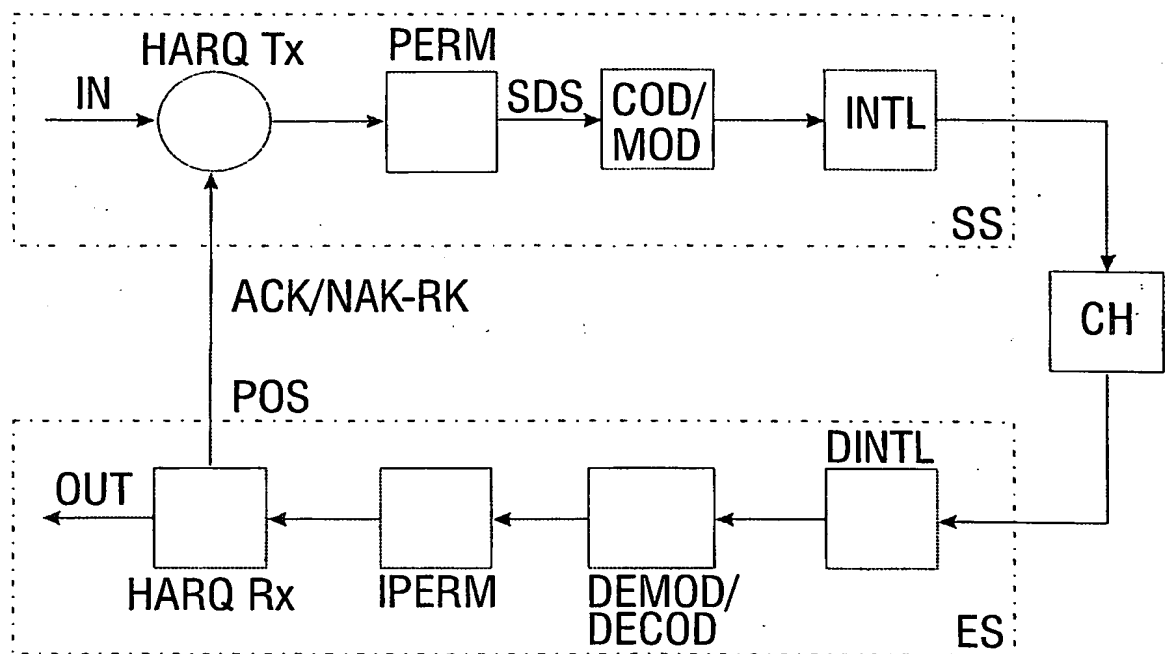 HARQ Tx
PERM
IN
SDS
COD/
MOD
INTL
SS
ACK/NAK-RK
CH
POS
DINTL
OUT
HARQ Rx
IPERM
DEMOD/
DECOD
ES